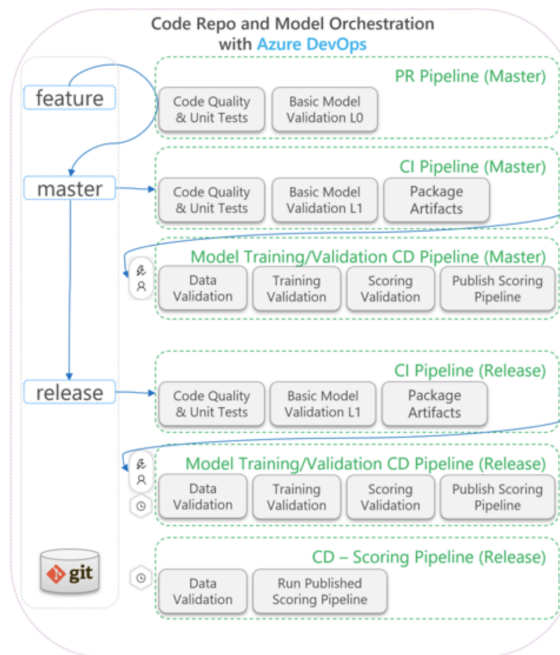 Code Repo and Model Orchestration
with Azure DevOps
feature
PR Pipeline (Master)
Code Quality
& Unit Tests
Basic Model
Validation L0
master
CI Pipeline (Master)
Code Quality
& Unit Tests
Basic Model
Validation L1
Package
Artifacts
Model Training/Validation CD Pipeline (Master)
Data
Validation
Training
Validation
Scoring
Validation
Publish Scoring
Pipeline
release
CI Pipeline (Release)
Code Quality
& Unit Tests
Basic Model
Validation L1
Package
Artifacts
Model Training/Validation CD Pipeline (Release)
Data
Validation
Training
Validation
Scoring
Validation
Publish Scoring
Pipeline
git
CD – Scoring Pipeline (Release)
Data
Validation
Run Published
Scoring Pipeline